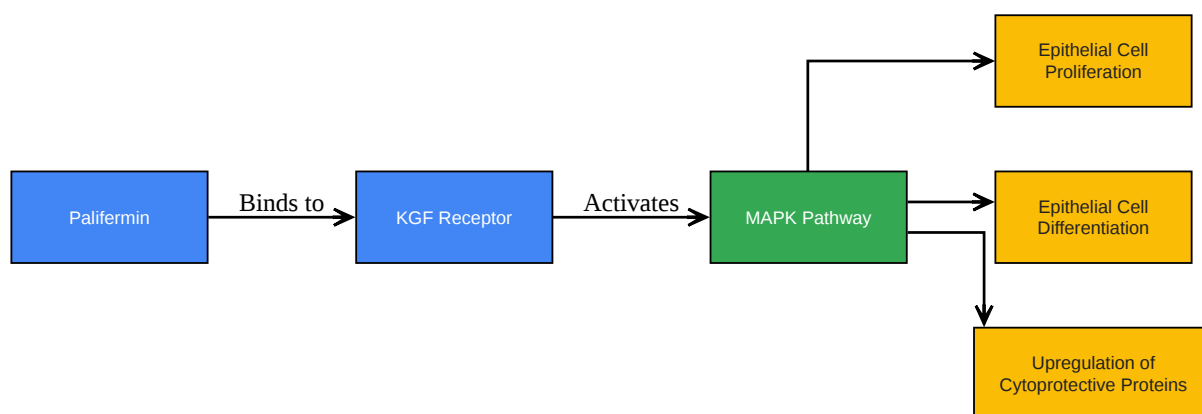 Epithelial Cell
Proliferation
Palifermin
Binds to
KGF Receptor
Activates
MAPK Pathway
Epithelial Cell
Differentiation
Upregulation of
Cytoprotective Proteins